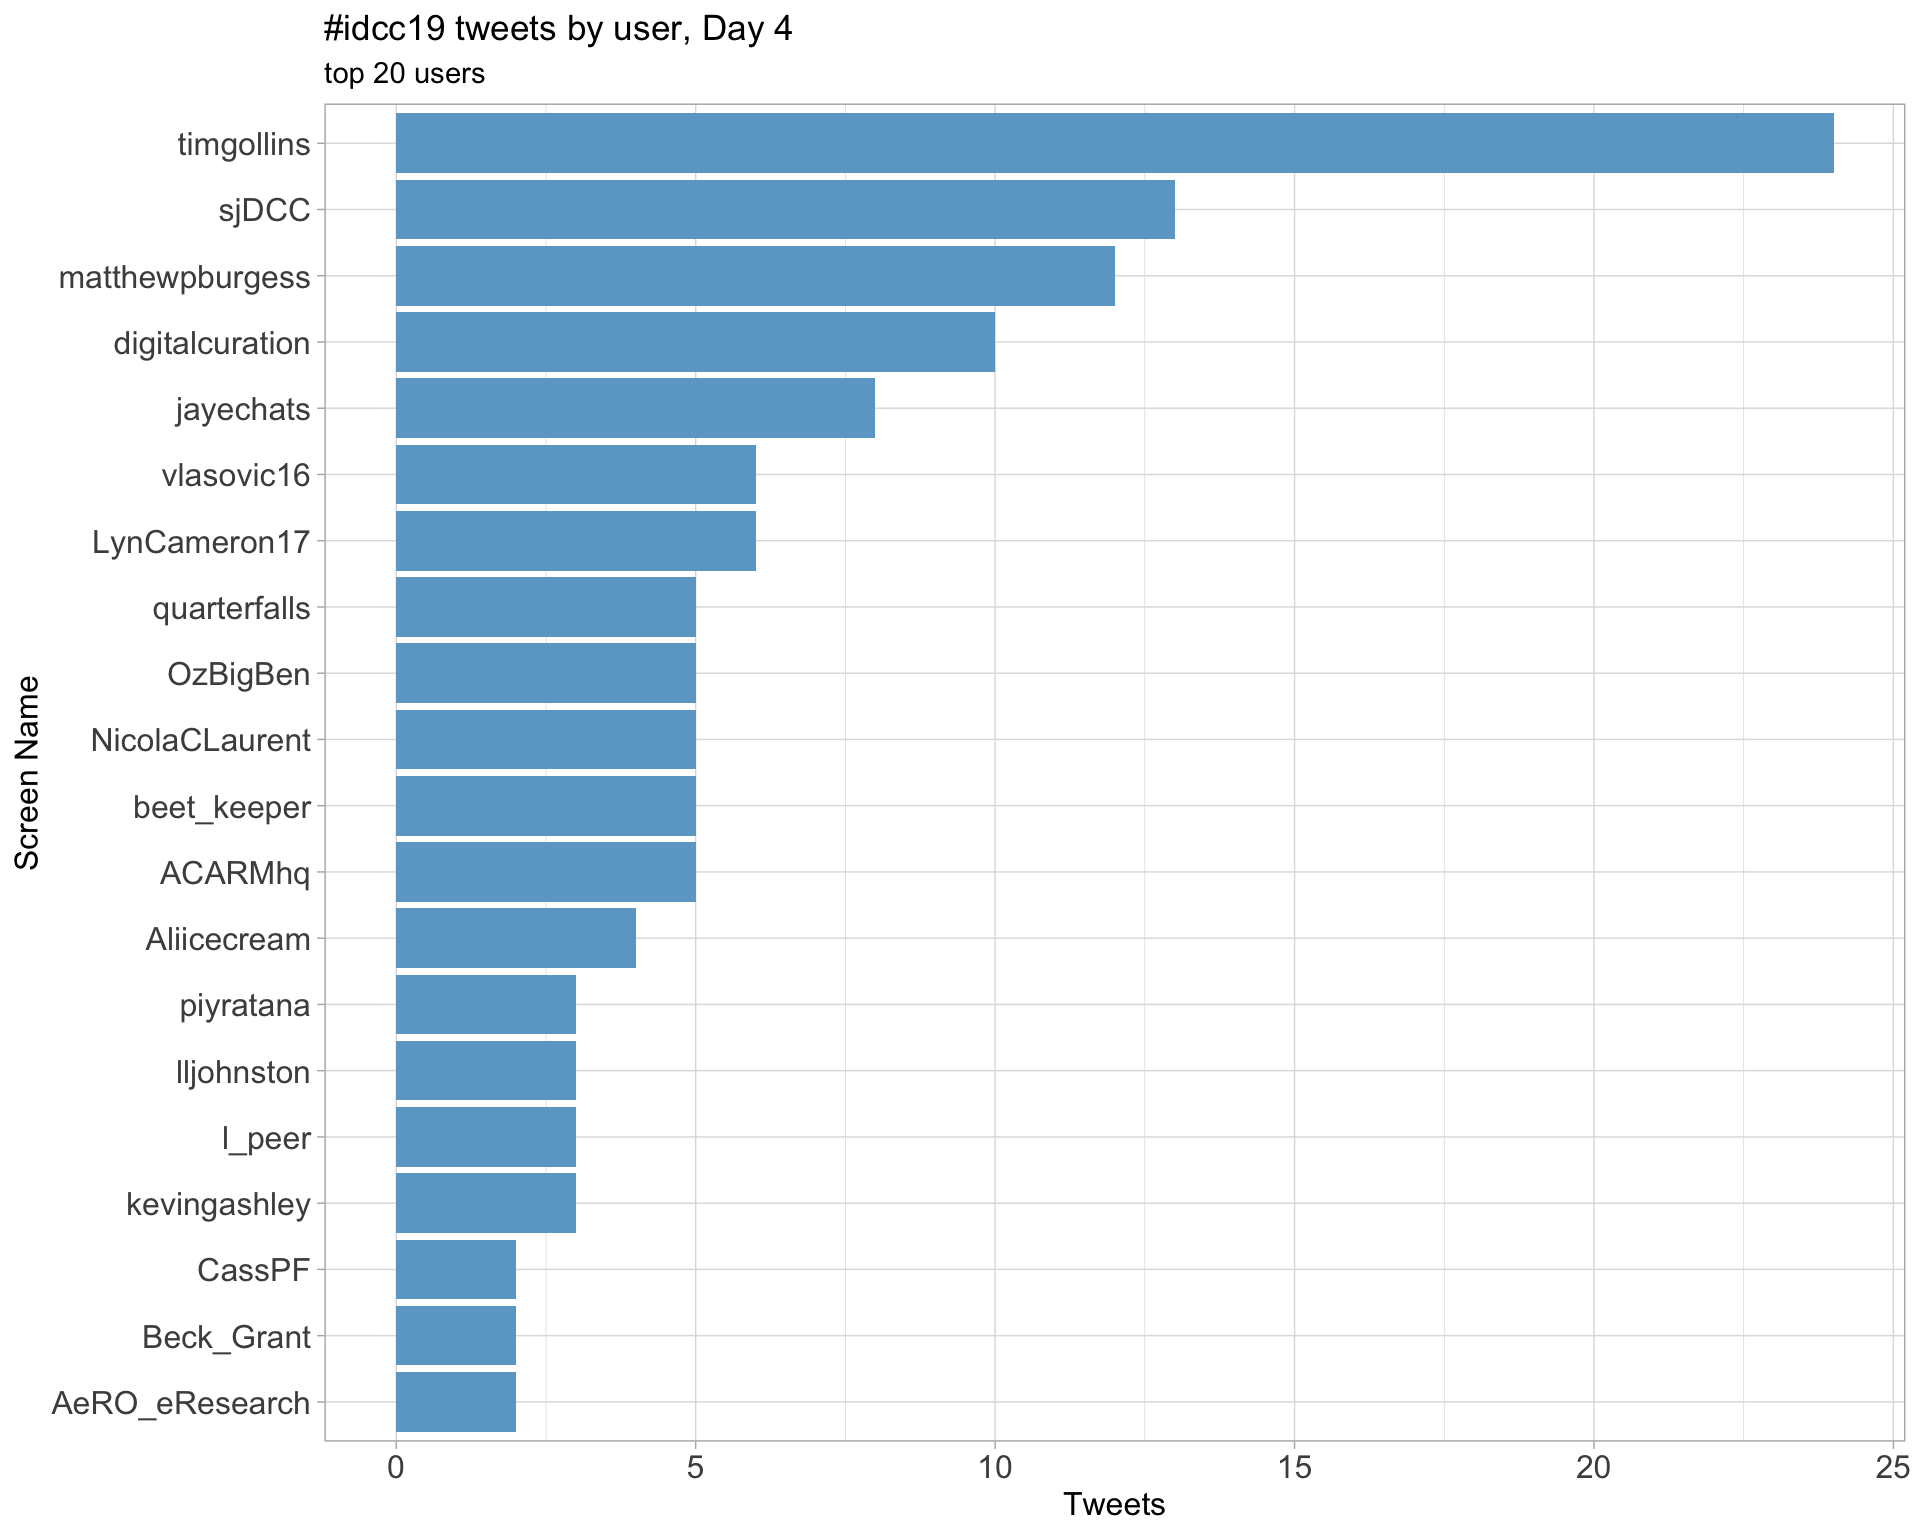 #idcc19 tweets by user, Day 4
top 20 users
Screen Name
timgollins
sjDCC
matthewpburgess
digitalcuration
jayechats
vlasovic16
LynCameron17
quarterfalls
OzBigBen
NicolaCLaurent
beet_keeper
ACARMhq
Aliicecream
piyratana
lljohnston
l_peer
kevingashley
CassPF
Beck_Grant
AeRO_eResearch
0 5 10 15 20 25
Tweets